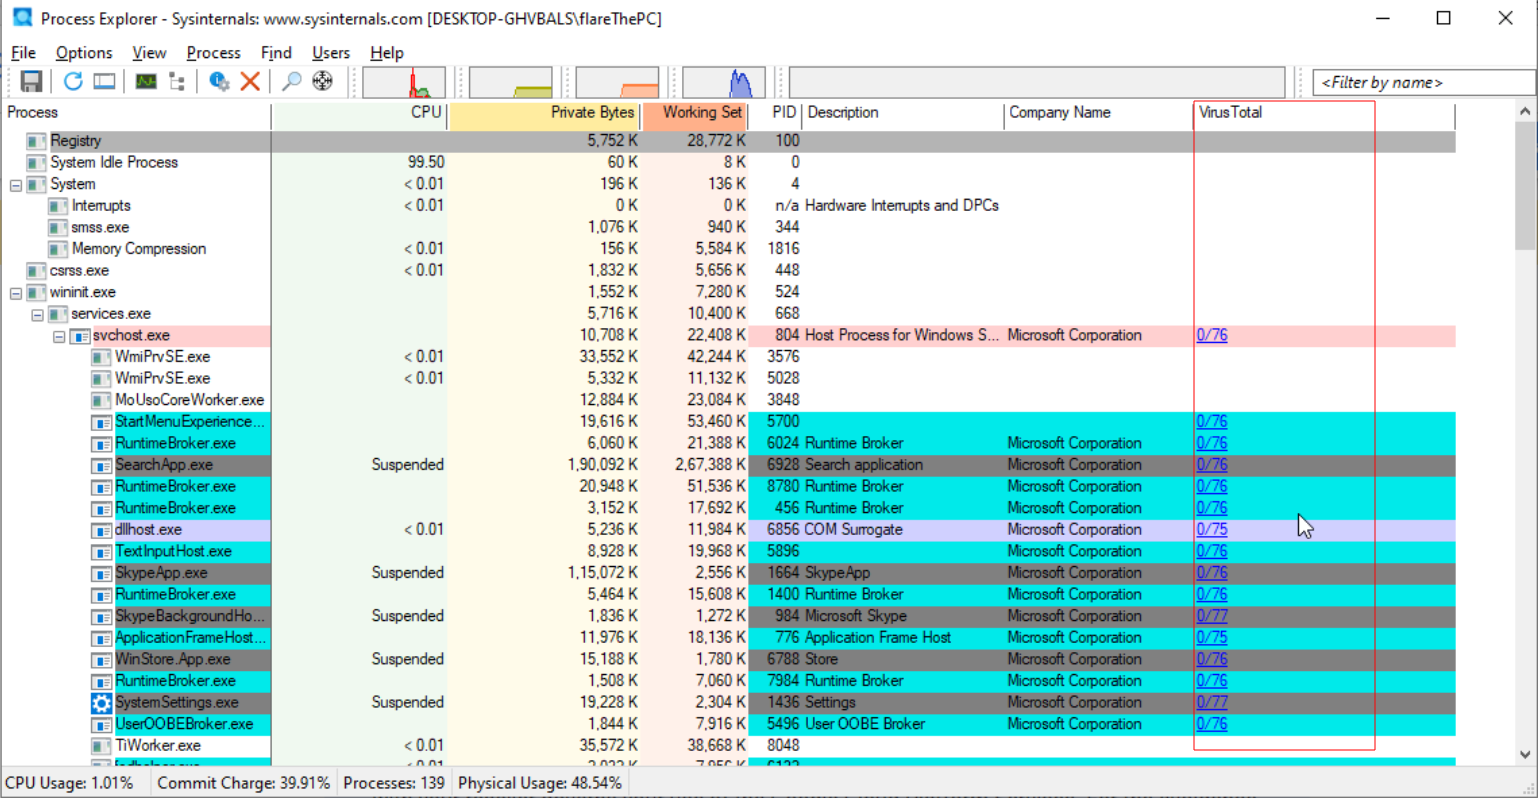 Process Explorer - Sysinternals: www.sysinternals.com [DESKTOP-GHVBALS\flareThePC]
File Options View Process Find Users Help
<Filter by name>
Process CPU Private Bytes Working Set PID Description Company Name VirusTotal
Registry 5,752 K 28,772 K 100
System Idle Process 99.50 60 K 8 K 0
System < 0.01 196 K 136 K 4
Interrupts < 0.01 0 K 0 K n/a Hardware Interrupts and DPCs
smss.exe 1,076 K 940 K 344
Memory Compression < 0.01 156 K 5,584 K 1816
csrss.exe < 0.01 1,832 K 5,656 K 448
wininit.exe 1,552 K 7,280 K 524
services.exe 5,716 K 10,400 K 668
svchost.exe 10,708 K 22,408 K 804 Host Process for Windows S... Microsoft Corporation 0/76
WmiPrvSE.exe < 0.01 33,552 K 42,244 K 3576
WmiPrvSE.exe < 0.01 5,332 K 11,132 K 5028
MoUsoCoreWorker.exe 12,884 K 23,084 K 3848
StartMenuExperience... 19,616 K 53,460 K 5700 0/76
RuntimeBroker.exe 6,060 K 21,388 K 6024 Runtime Broker Microsoft Corporation 0/76
SearchApp.exe Suspended 1,90,092 K 2,67,388 K 6928 Search application Microsoft Corporation 0/76
RuntimeBroker.exe 20,948 K 51,536 K 8780 Runtime Broker Microsoft Corporation 0/76
RuntimeBroker.exe 3,152 K 17,692 K 456 Runtime Broker Microsoft Corporation 0/76
dllhost.exe < 0.01 5,236 K 11,984 K 6856 COM Surrogate Microsoft Corporation 0/75
TextInputHost.exe 8,928 K 19,968 K 5896 Microsoft Corporation 0/76
SkypeApp.exe Suspended 1,15,072 K 2,556 K 1664 SkypeApp Microsoft Corporation 0/76
RuntimeBroker.exe 5,464 K 15,608 K 1400 Runtime Broker Microsoft Corporation 0/76
SkypeBackgroundHo... Suspended 1,836 K 1,272 K 984 Microsoft Skype Microsoft Corporation 0/77
ApplicationFrameHost... 11,976 K 18,136 K 776 Application Frame Host Microsoft Corporation 0/75
WinStore.App.exe Suspended 15,188 K 1,780 K 6788 Store Microsoft Corporation 0/76
RuntimeBroker.exe 1,508 K 7,060 K 7984 Runtime Broker Microsoft Corporation 0/76
SystemSettings.exe Suspended 19,228 K 2,304 K 1436 Settings Microsoft Corporation 0/77
UserOOBEBroker.exe 1,844 K 7,916 K 5496 User OOBE Broker Microsoft Corporation 0/76
TiWorker.exe < 0.01 35,572 K 38,668 K 8048
CPU Usage: 1.01% Commit Charge: 39.91% Processes: 139 Physical Usage: 48.54%